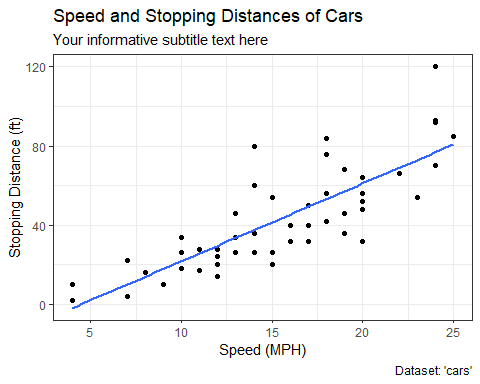 Speed and Stopping Distances of Cars
Your informative subtitle text here
Stopping Distance (ft)
120
80
40
0
5 10 15 20 25
Speed (MPH)
Dataset: 'cars'